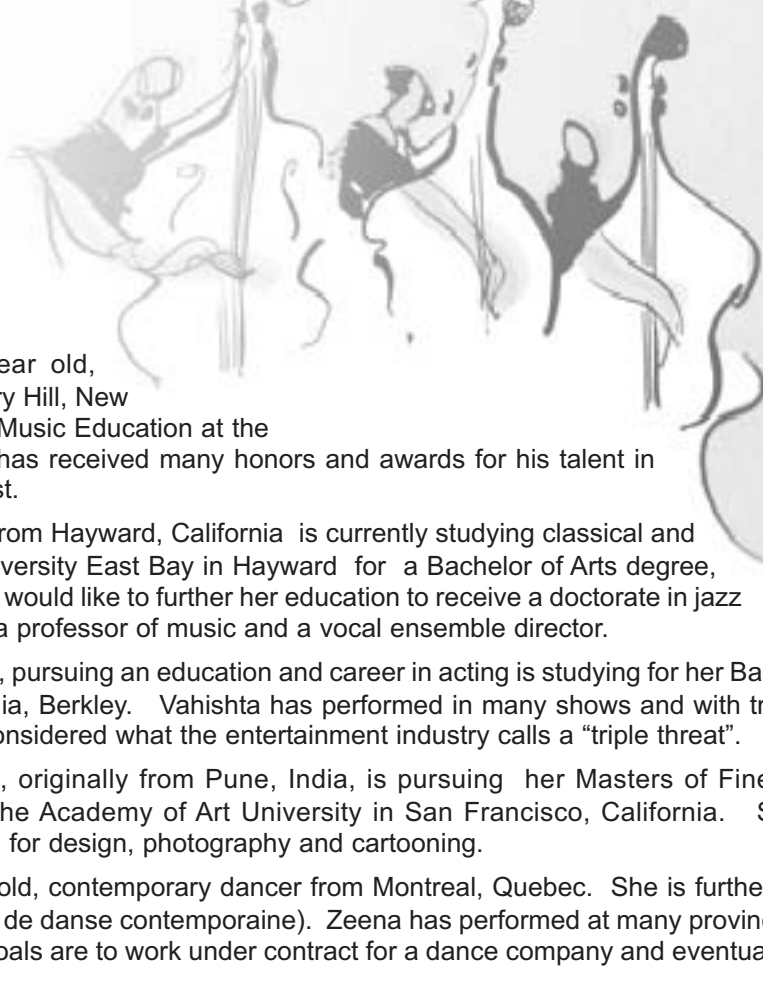 ear old,
ry Hill, New
Music Education at the
has received many honors and awards for his talent in
st.
rom Hayward, California is currently studying classical and
versity East Bay in Hayward for a Bachelor of Arts degree,
would like to further her education to receive a doctorate in jazz
a professor of music and a vocal ensemble director.
, pursuing an education and career in acting is studying for her Ba
ia, Berkley. Vahishta has performed in many shows and with tr
onsidered what the entertainment industry calls a “triple threat”.
, originally from Pune, India, is pursuing her Masters of Fine
he Academy of Art University in San Francisco, California. S
for design, photography and cartooning.
old, contemporary dancer from Montreal, Quebec. She is furthe
de danse contemporaine). Zeena has performed at many provinc
oals are to work under contract for a dance company and eventua